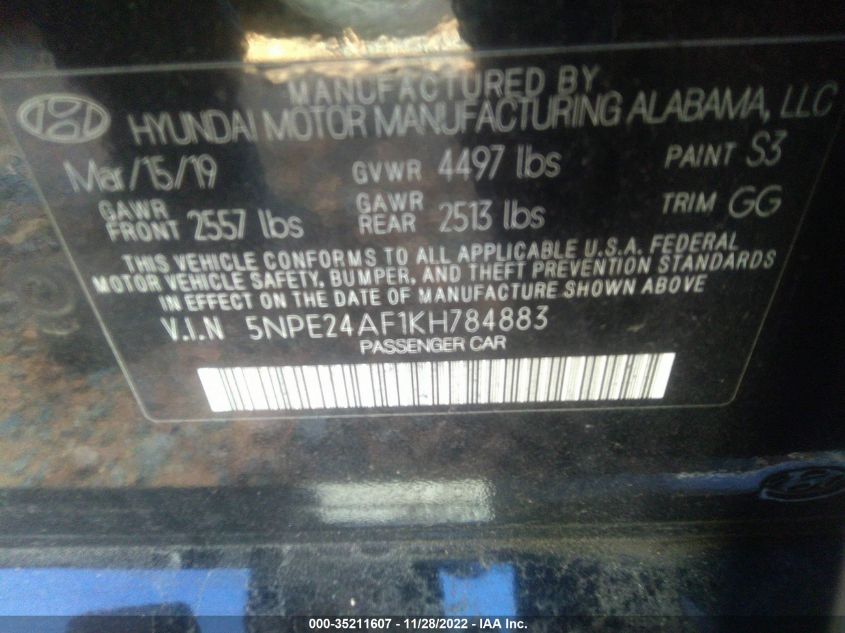 MANUFACTURED BY
HYUNDAI MOTOR MANUFACTURING ALABAMA, LLC
Mar/15/19 GVWR 4497 lbs PAINT S3
GAWR FRONT 2557 lbs GAWR REAR 2513 lbs TRIM GG
THIS VEHICLE CONFORMS TO ALL APPLICABLE U.S.A. FEDERAL
MOTOR VEHICLE SAFETY, BUMPER, AND THEFT PREVENTION STANDARDS
IN EFFECT ON THE DATE OF MANUFACTURE SHOWN ABOVE
V.I.N 5NPE24AF1KH784883
PASSENGER CAR
000-35211607 - 11/28/2022 - IAA Inc.